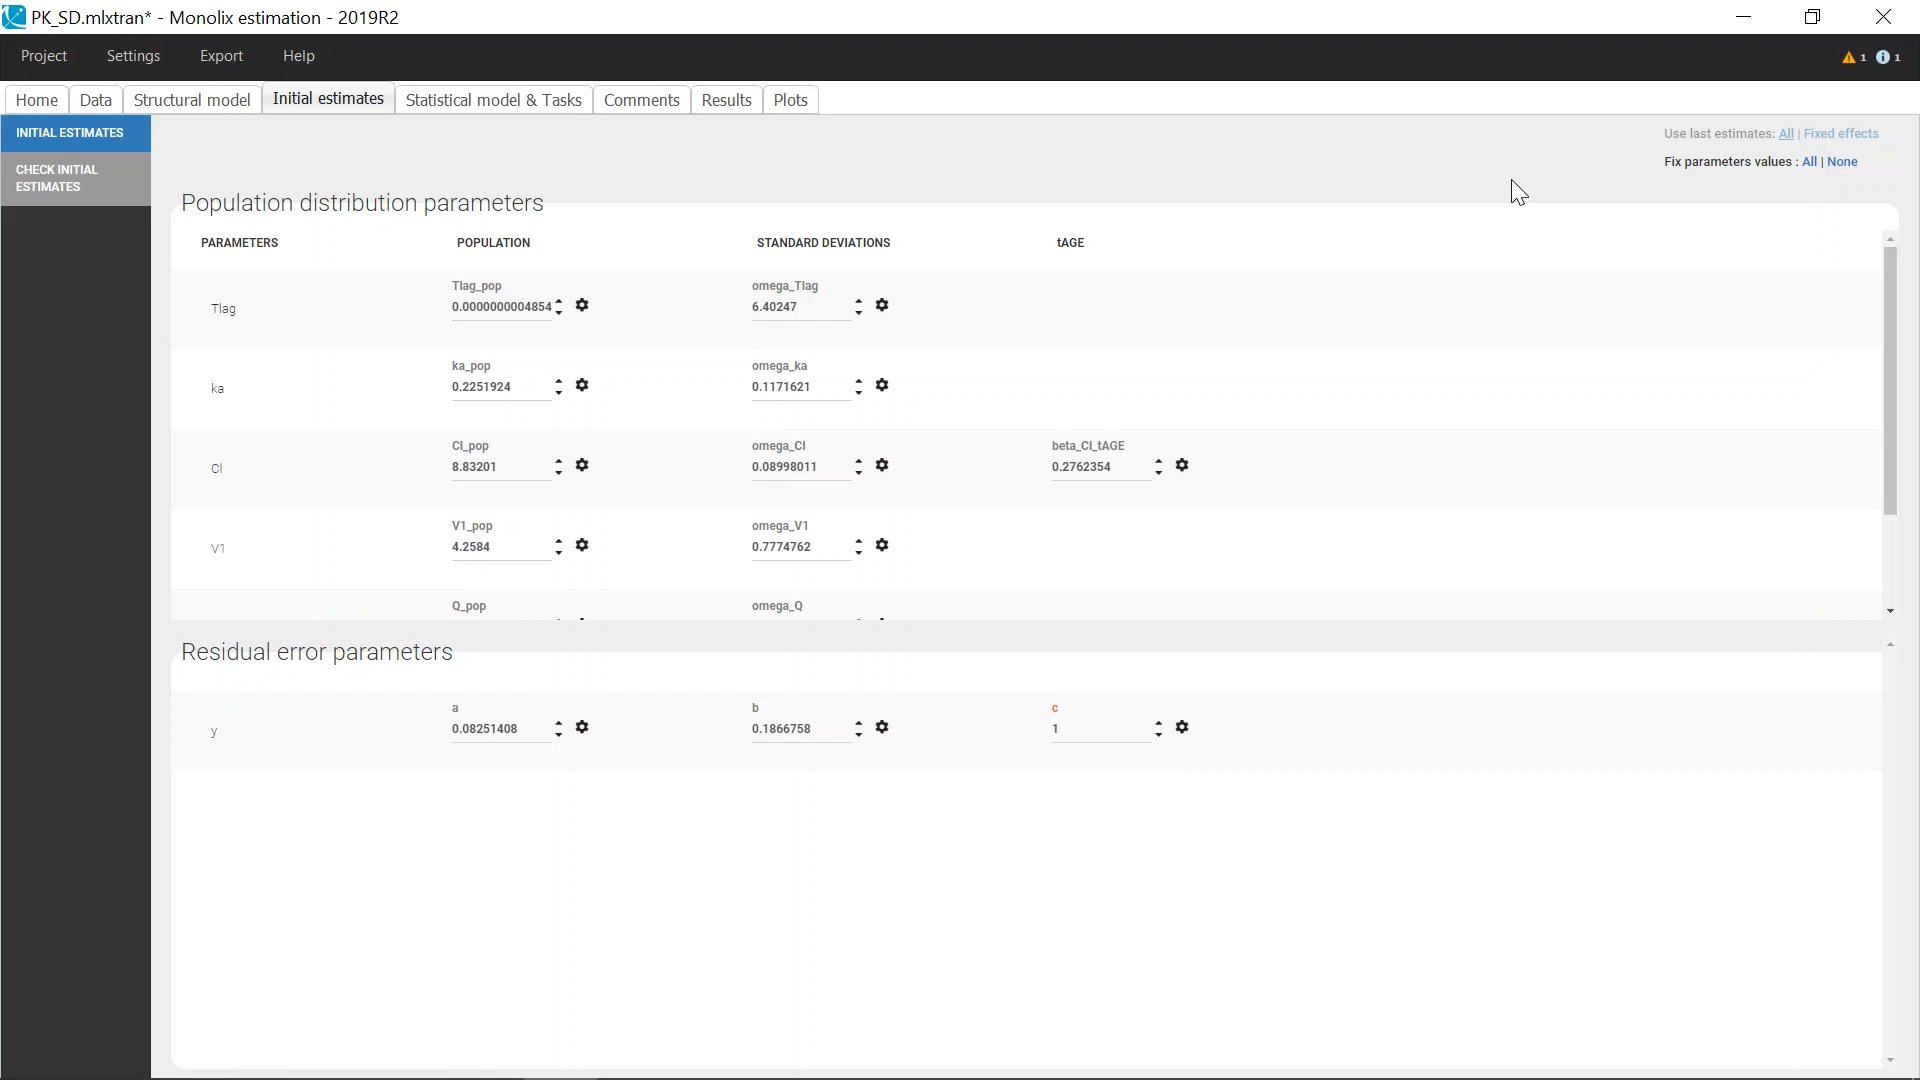 PK_SD.mlxtran* - Monolix estimation - 2019R2
Project Settings Export Help 1 1
Home Data Structural model Initial estimates Statistical model & Tasks Comments Results Plots
INITIAL ESTIMATES
CHECK INITIAL
ESTIMATES
Use last estimates: All | Fixed effects
Fix parameters values : All | None
Population distribution parameters
PARAMETERS POPULATION STANDARD DEVIATIONS tAGE
Tlag_pop omega_Tlag
Tlag 0.0000000004854 6.40247
ka_pop omega_ka
ka 0.2251924 0.1171621
Cl_pop omega_Cl beta_Cl_tAGE
Cl 8.83201 0.08998011 0.2762354
V1_pop omega_V1
V1 4.2584 0.7774762
Q_pop omega_Q
Residual error parameters
a b c
y 0.08251408 0.1866758 1